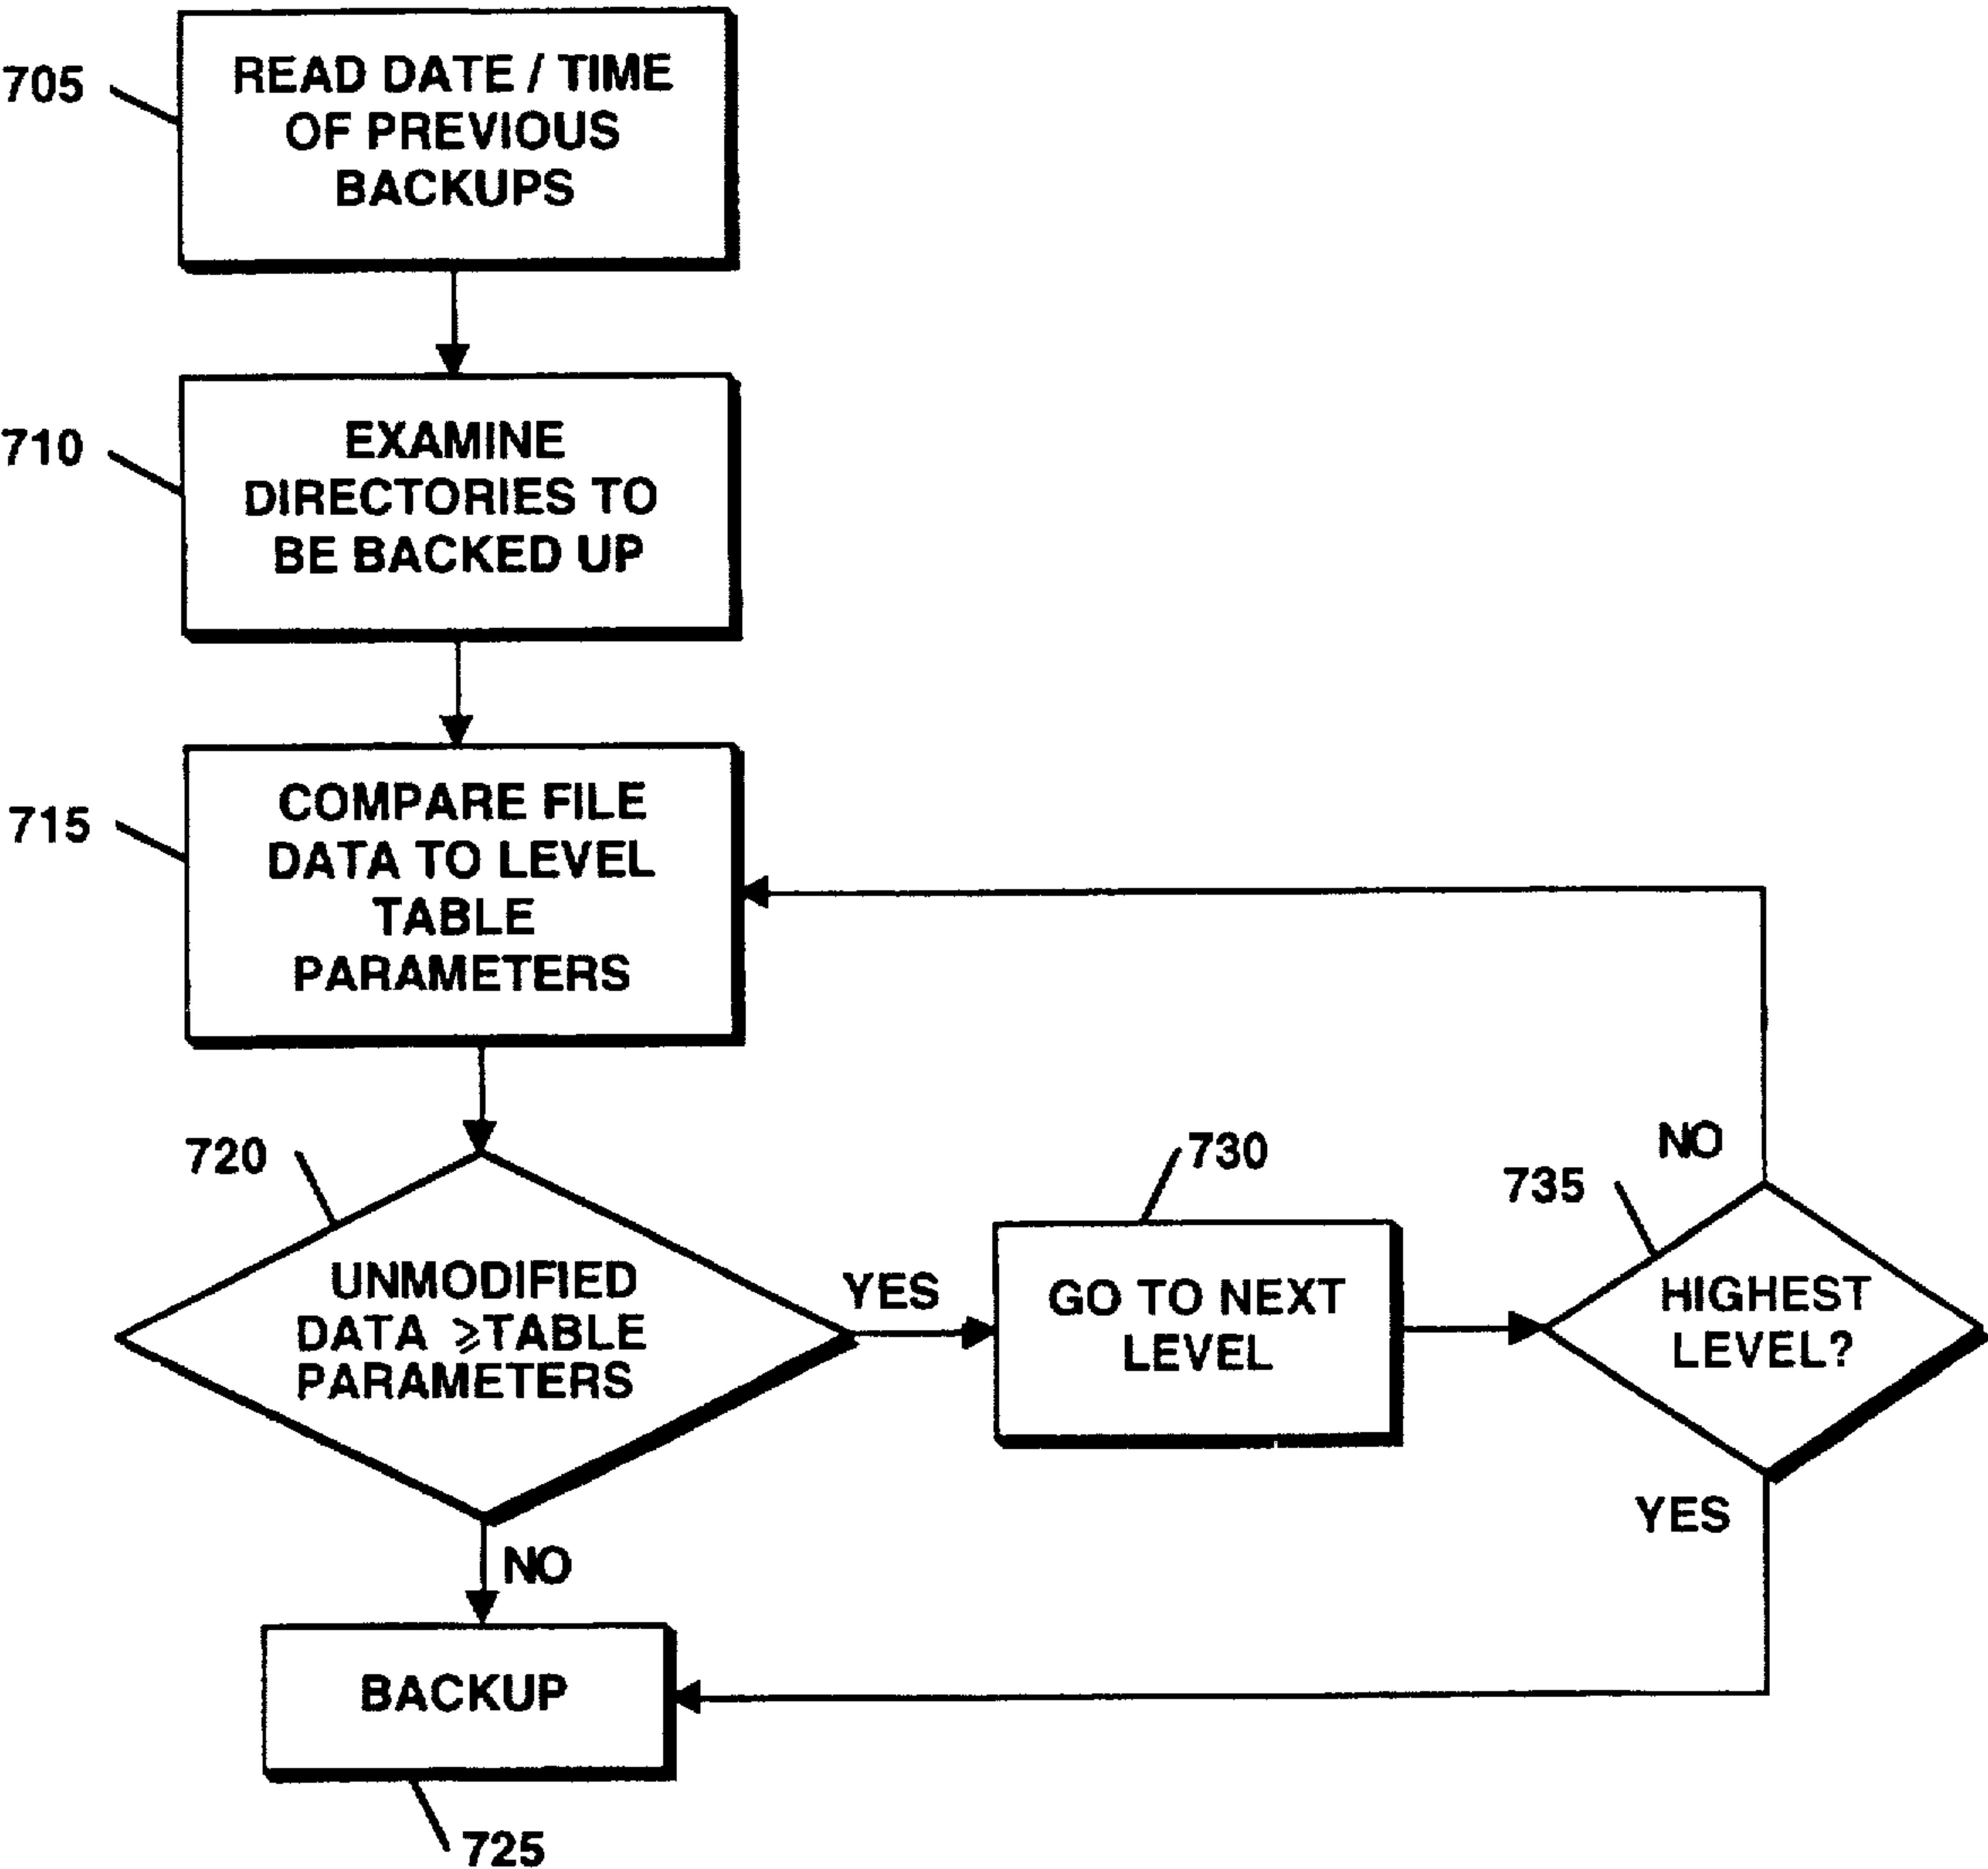 705
READ DATE / TIME
OF PREVIOUS
BACKUPS
710
EXAMINE
DIRECTORIES TO
BE BACKED UP
715
COMPARE FILE
DATA TO LEVEL
TABLE
PARAMETERS
720
UNMODIFIED
DATA ⩾TABLE
PARAMETERS
YES
730
GO TO NEXT
LEVEL
735
HIGHEST
LEVEL?
NO
YES
NO
BACKUP
725